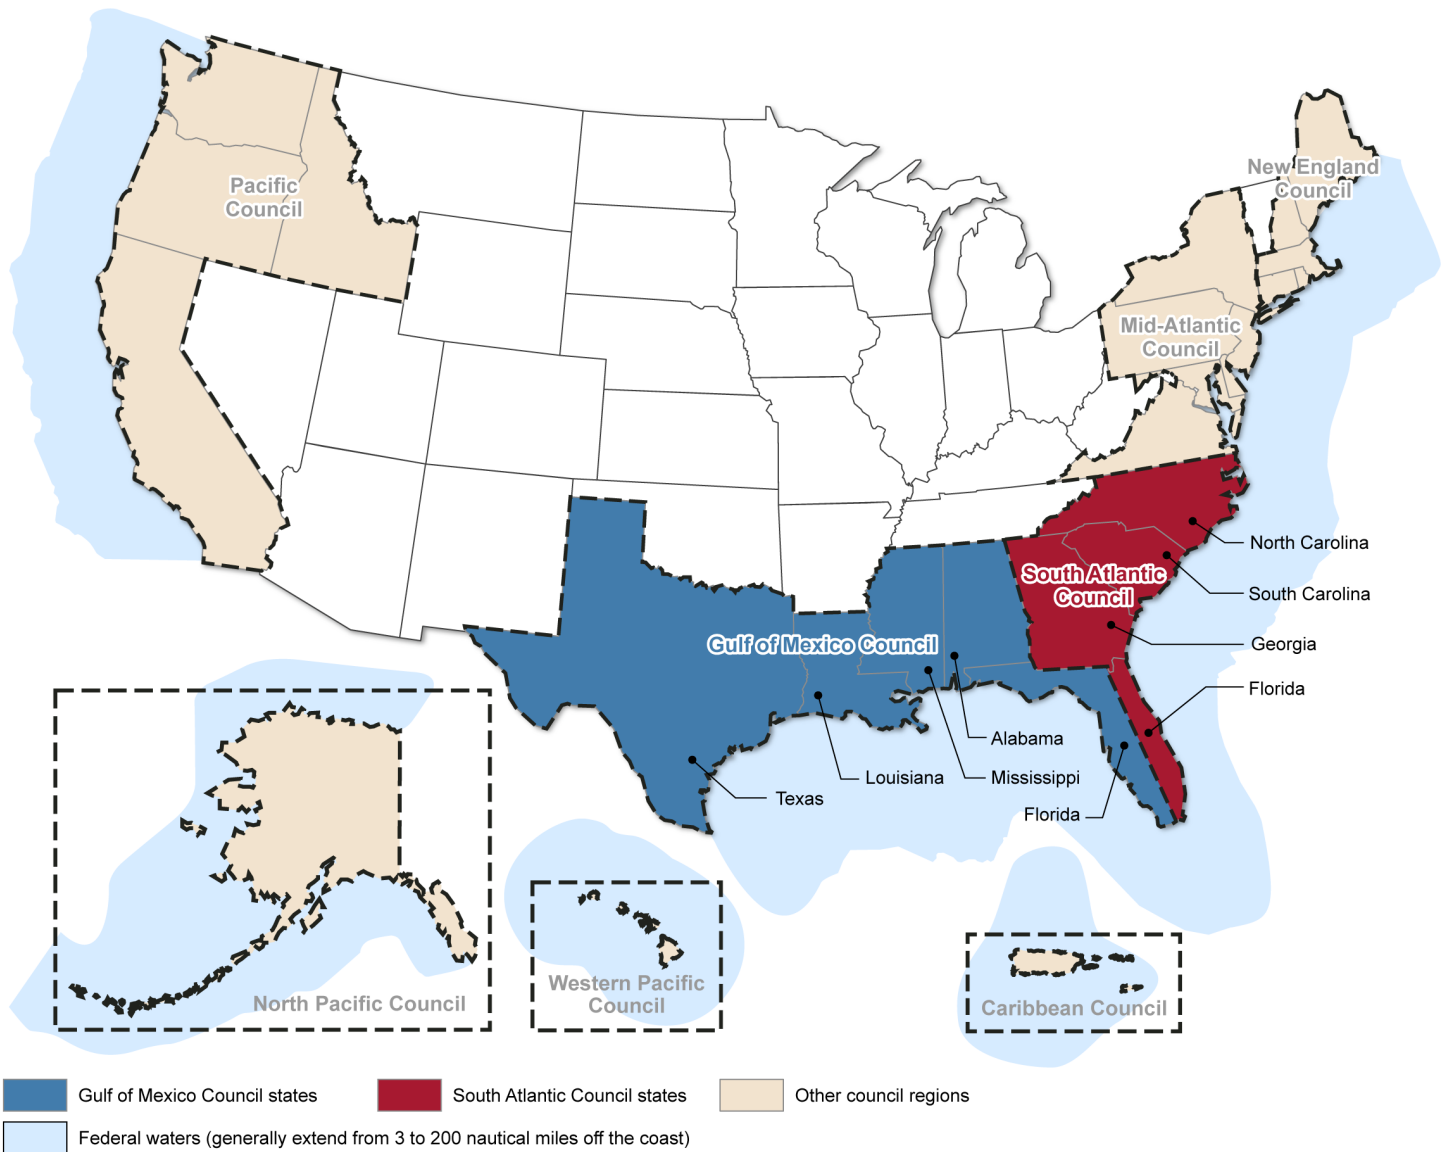 New England
Council
Pacific
Council
Mid-Atlantic
Council
North Carolina
South Atlantic
Council
South Carolina
Gulf of Mexico Council
Georgia
Florida
Alabama
Louisiana
Mississippi
Texas
Florida
Western Pacific
Council
North Pacific Council
Caribbean Council
Gulf of Mexico Council states
South Atlantic Council states
Other council regions
Federal waters (generally extend from 3 to 200 nautical miles off the coast)